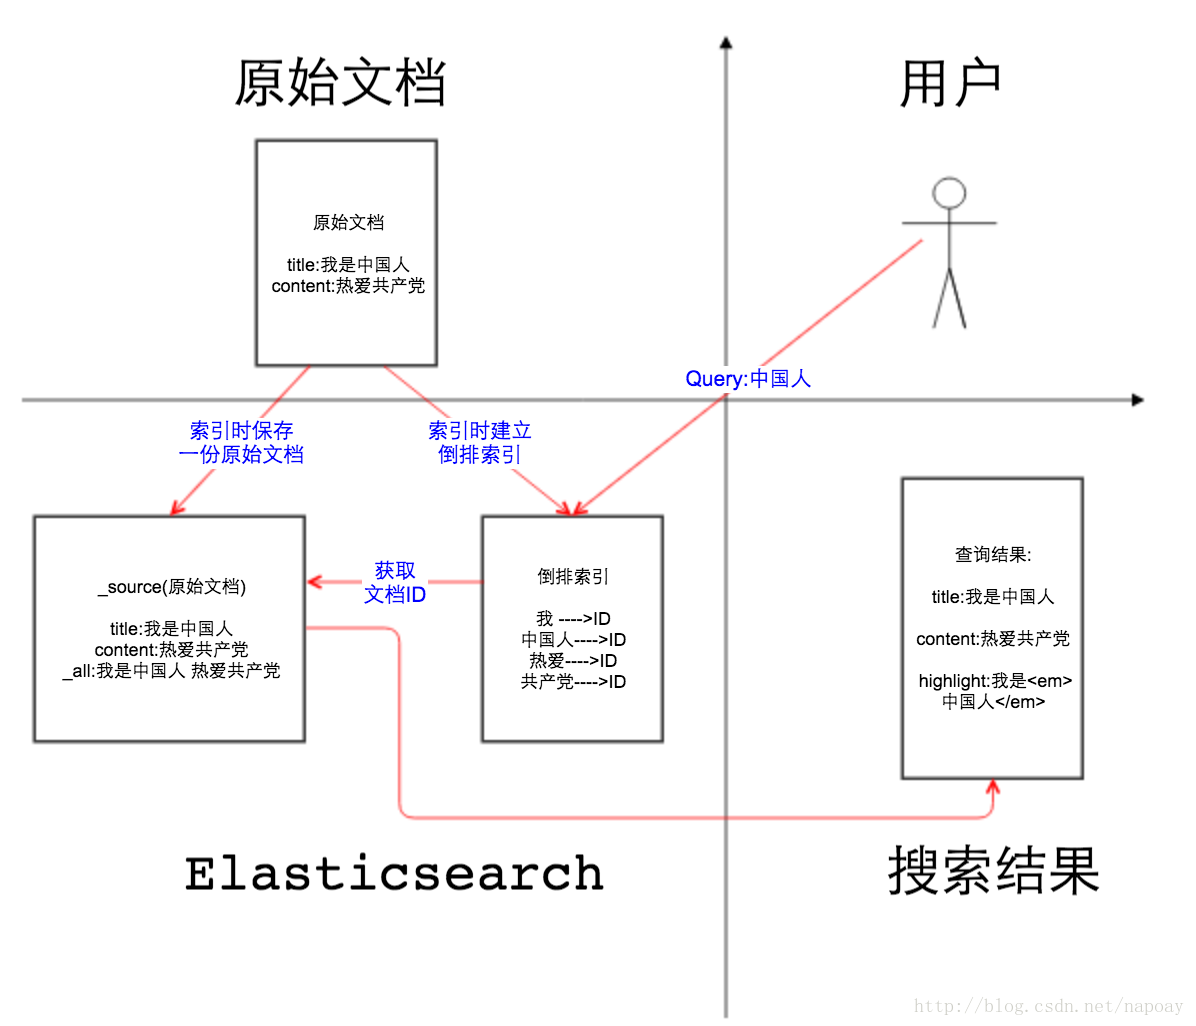 原始文档
用户
原始文档
title:我是中国人
content:热爱共产党
Query:中国人
索引时保存
一份原始文档
索引时建立
倒排索引
_source(原始文档)
title:我是中国人
content:热爱共产党
_all:我是中国人 热爱共产党
获取
文档ID
倒排索引
我 ---->ID
中国人---->ID
热爱---->ID
共产党---->ID
查询结果:
title:我是中国人
content:热爱共产党
highlight:我是<em>
中国人</em>
Elasticsearch
搜索结果
http://blog.csdn.net/napoay